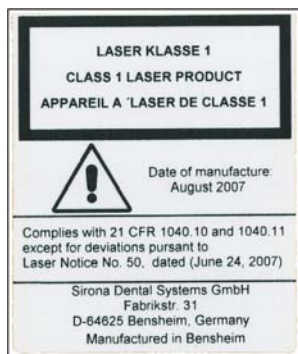 LASER KLASSE 1
CLASS 1 LASER PRODUCT
APPAREIL A ´LASER DE CLASSE 1
Date of manufacture:
August 2007
Complies with 21 CFR 1040.10 and 1040.11
except for deviations pursuant to
Laser Notice No. 50, dated (June 24, 2007)
Sirona Dental Systems GmbH
Fabrikstr. 31
D-64625 Bensheim, Germany
Manufactured in Bensheim